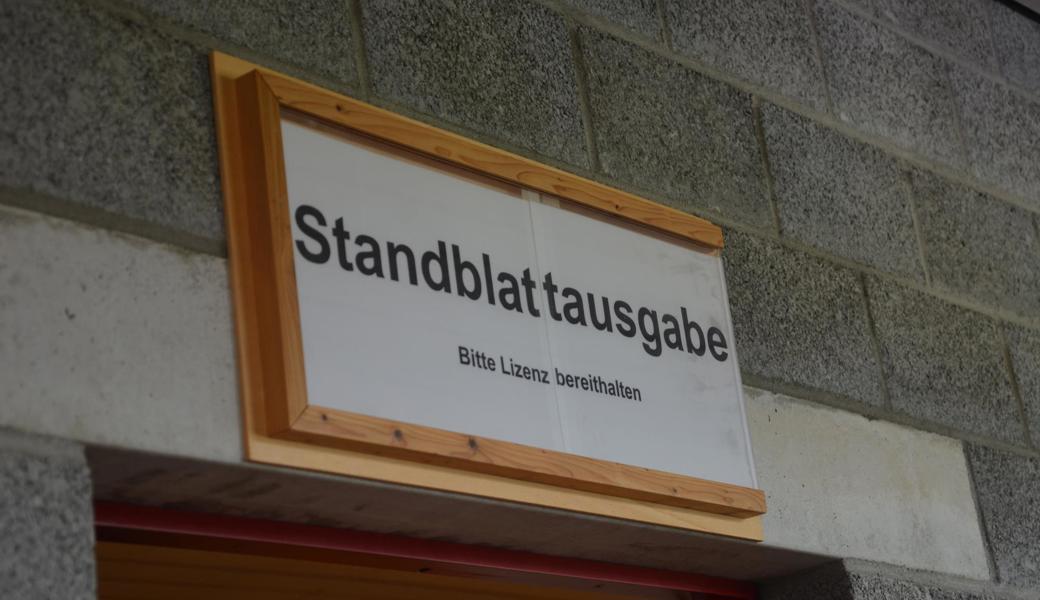 Standblattausgabe
Bitte Lizenz bereithalten